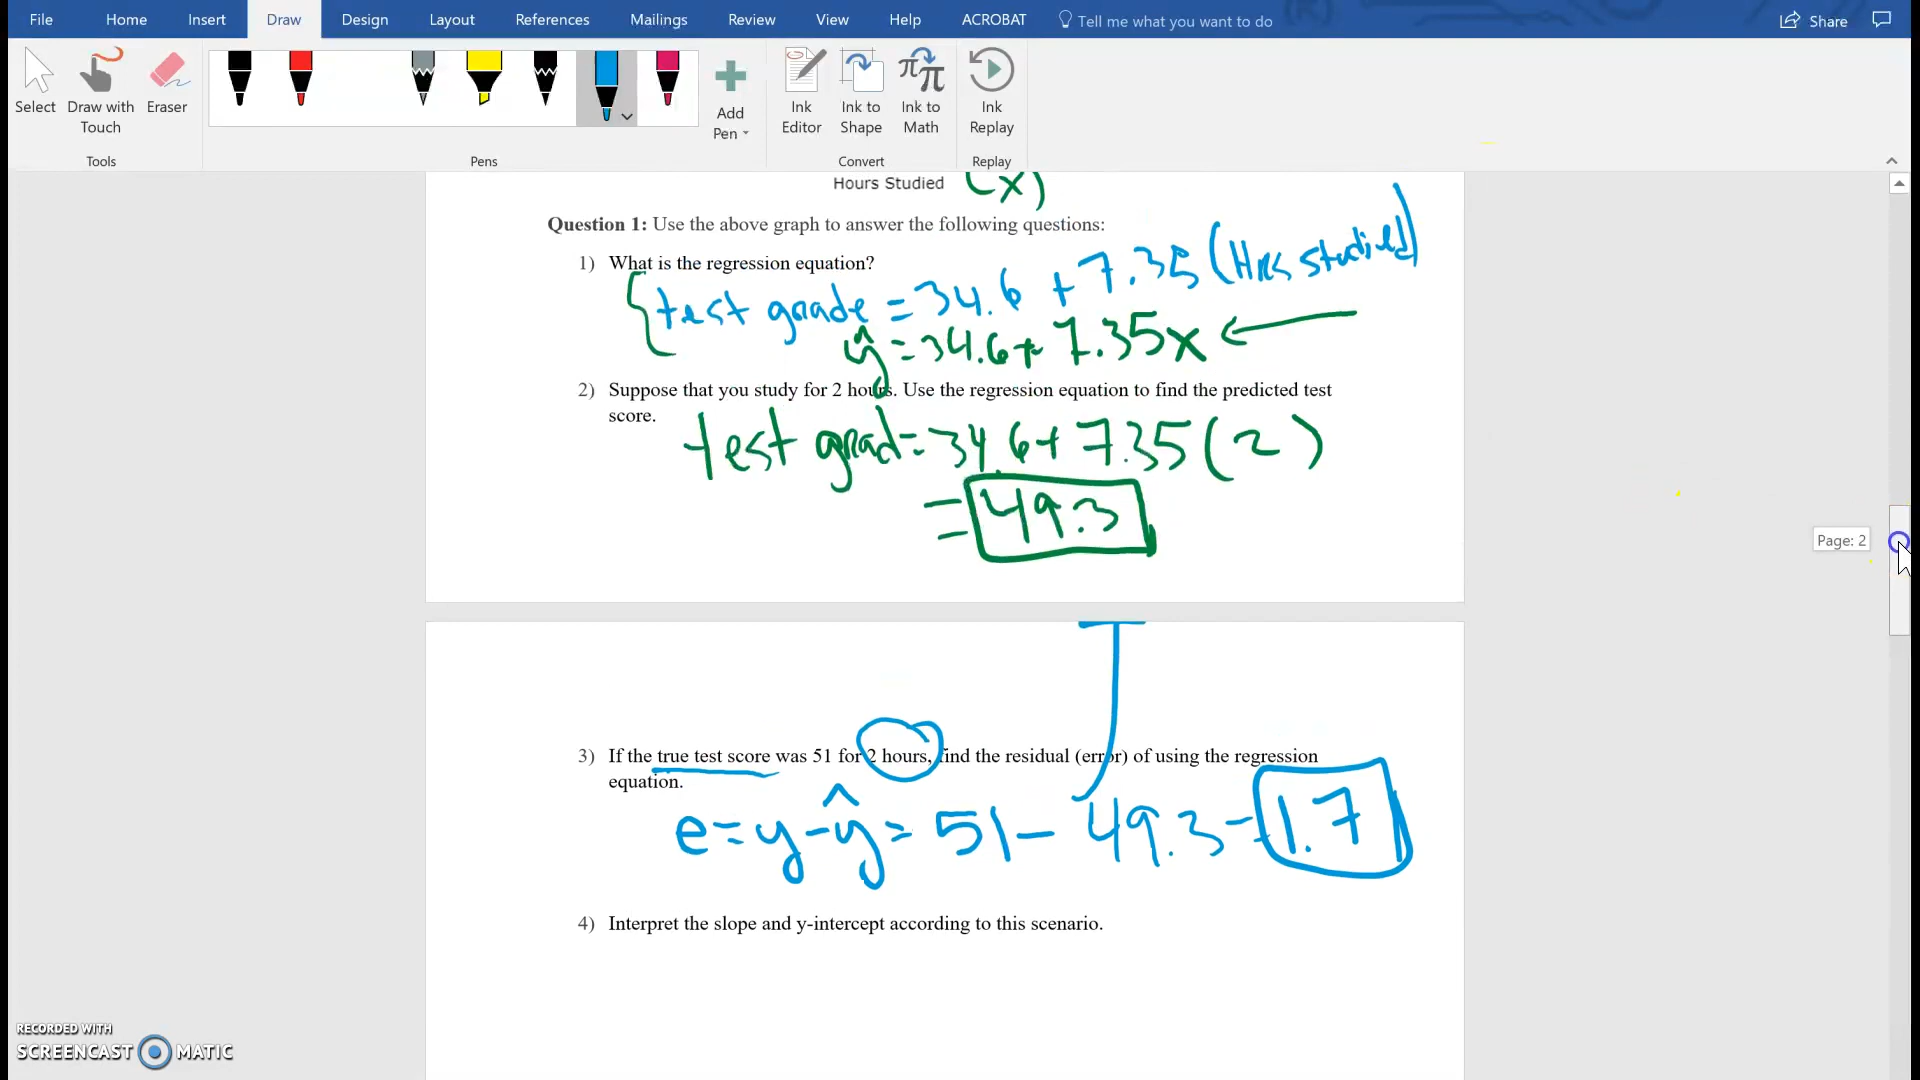 File Home Insert Draw Design Layout References Mailings Review View Help ACROBAT Tell me what you want to do Share
Select Draw with Touch Eraser Add Pen Ink Editor Ink to Shape Ink to Math Ink Replay
Tools Pens Convert Replay
Hours Studied (x)
Question 1: Use the above graph to answer the following questions:
1) What is the regression equation?
test grade = 34.6 + 7.35 (Hrs studied)
ŷ = 34.6 + 7.35x
2) Suppose that you study for 2 hours. Use the regression equation to find the predicted test
score.
test grad = 34.6 + 7.35 (2)
= 49.3
Page: 2
3) If the true test score was 51 for 2 hours, find the residual (error) of using the regression
equation.
e = y - ŷ = 51 - 49.3 = 1.7
4) Interpret the slope and y-intercept according to this scenario.
RECORDED WITH
SCREENCAST MATIC